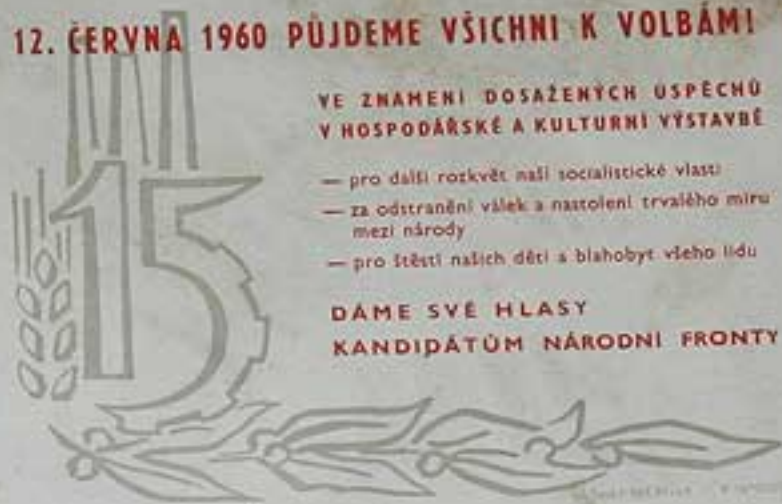 12. ČERVNA 1960 PŮJDEME VŠICHNI K VOLBÁM!
VE ZNAMENÍ DOSAŽENÝCH ÚSPĚCHŮ
V HOSPODÁŘSKÉ A KULTURNÍ VÝSTAVBĚ
— pro další rozkvět naší socialistické vlasti
— za odstranění válek a nastolení trvalého míru
mezi národy
— pro štěstí našich dětí a blahobyt všeho lidu
15
DÁME SVÉ HLASY
KANDIDÁTŮM NÁRODNÍ FRONTY